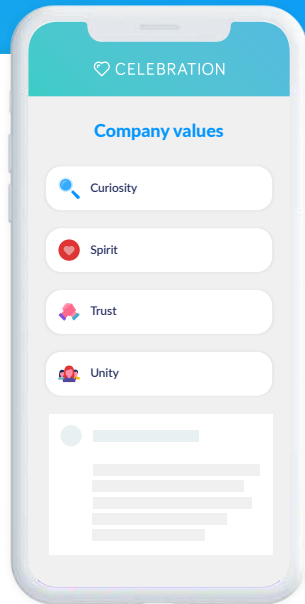 CELEBRATION
Company values
Curiosity
Spirit
Trust
Unity